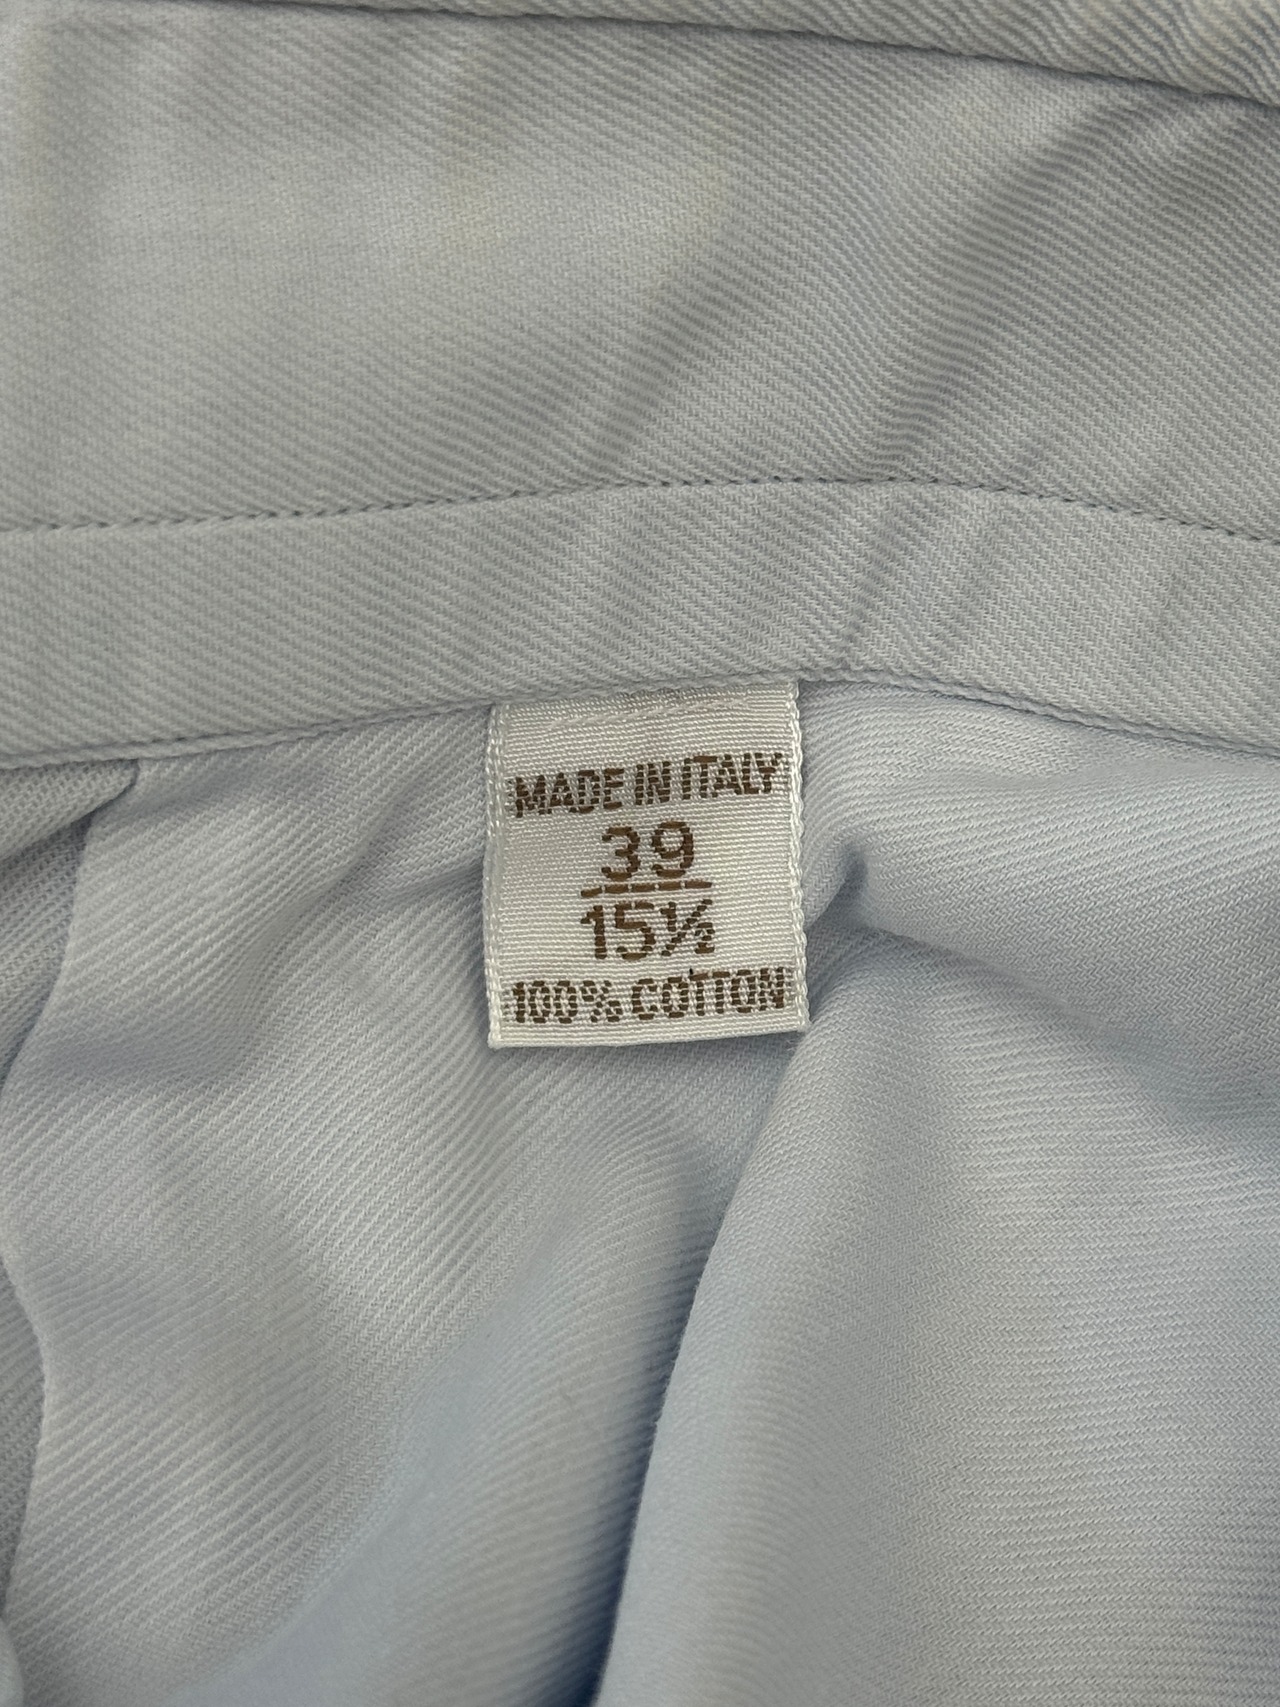 MADE IN ITALY
39
15½
100% COTTON